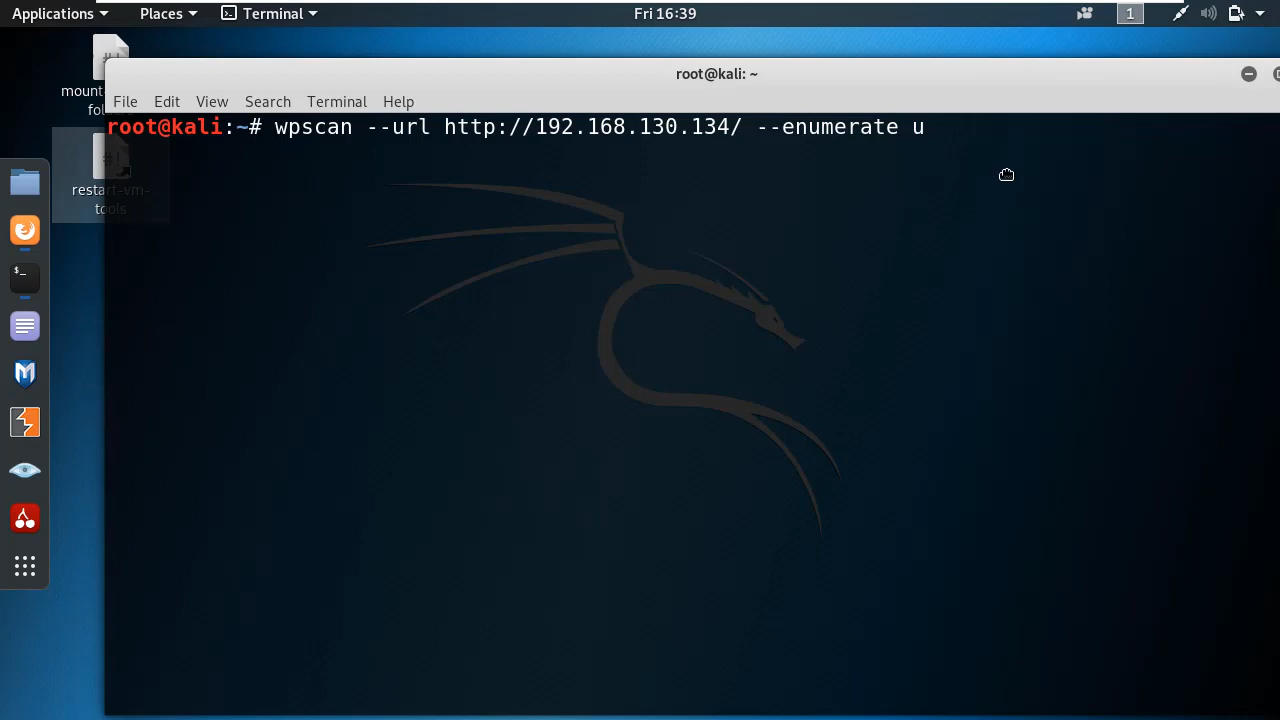 Applications Places Terminal Fri 16:39 1
root@kali: ~
File Edit View Search Terminal Help
root@kali:~# wpscan --url http://192.168.130.134/ --enumerate u
restart-vm-
tools